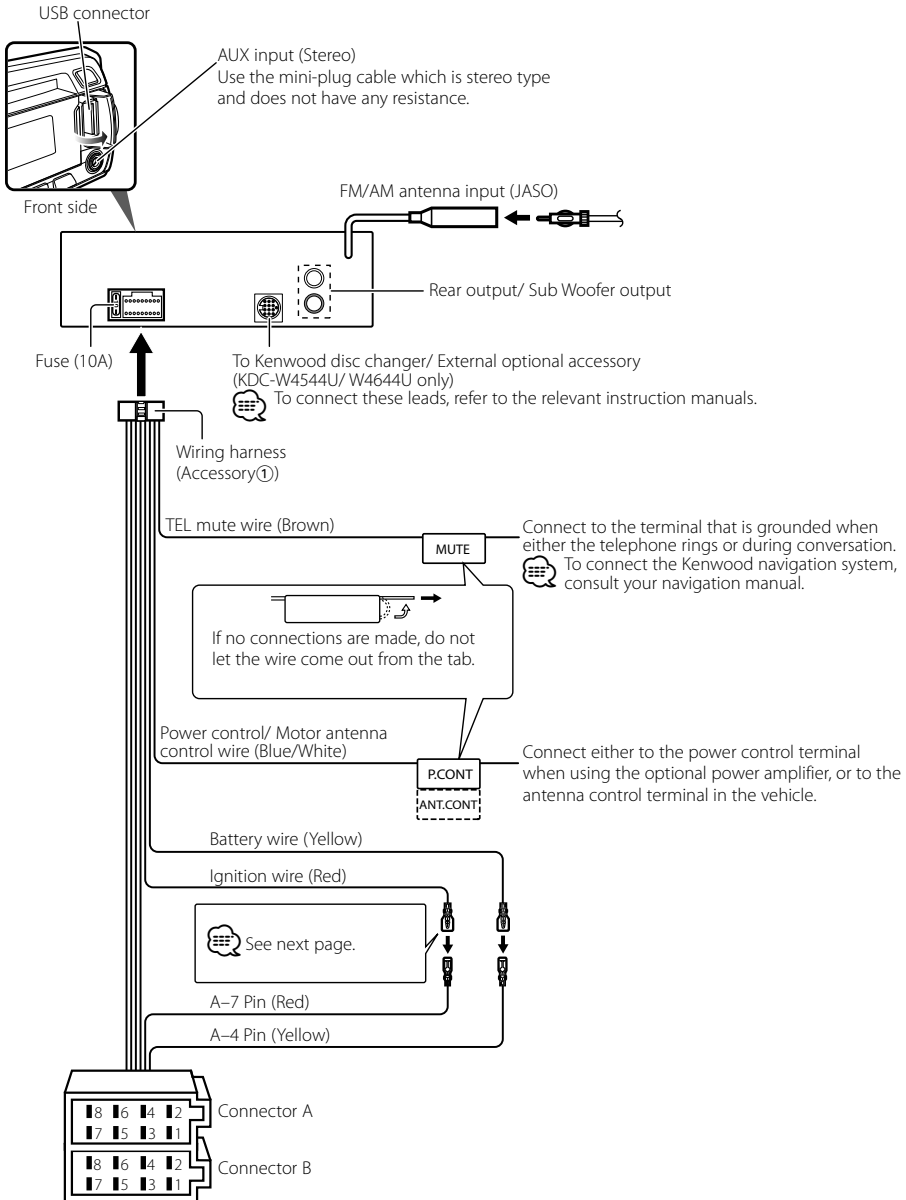 USB connector
AUX input (Stereo)
Use the mini-plug cable which is stereo type
and does not have any resistance.
FM/AM antenna input (JASO)
Front side
Rear output/ Sub Woofer output
Fuse (10A)
To Kenwood disc changer/ External optional accessory
(KDC-W4544U/ W4644U only)
To connect these leads, refer to the relevant instruction manuals.
Wiring harness
(Accessory①)
TEL mute wire (Brown)
MUTE
Connect to the terminal that is grounded when
either the telephone rings or during conversation.
To connect the Kenwood navigation system,
consult your navigation manual.
If no connections are made, do not
let the wire come out from the tab.
Power control/ Motor antenna
control wire (Blue/White)
P.CONT
ANT.CONT
Connect either to the power control terminal
when using the optional power amplifier, or to the
antenna control terminal in the vehicle.
Battery wire (Yellow)
Ignition wire (Red)
See next page.
A–7 Pin (Red)
A–4 Pin (Yellow)
8 6 4 2
7 5 3 1
Connector A
8 6 4 2
7 5 3 1
Connector B